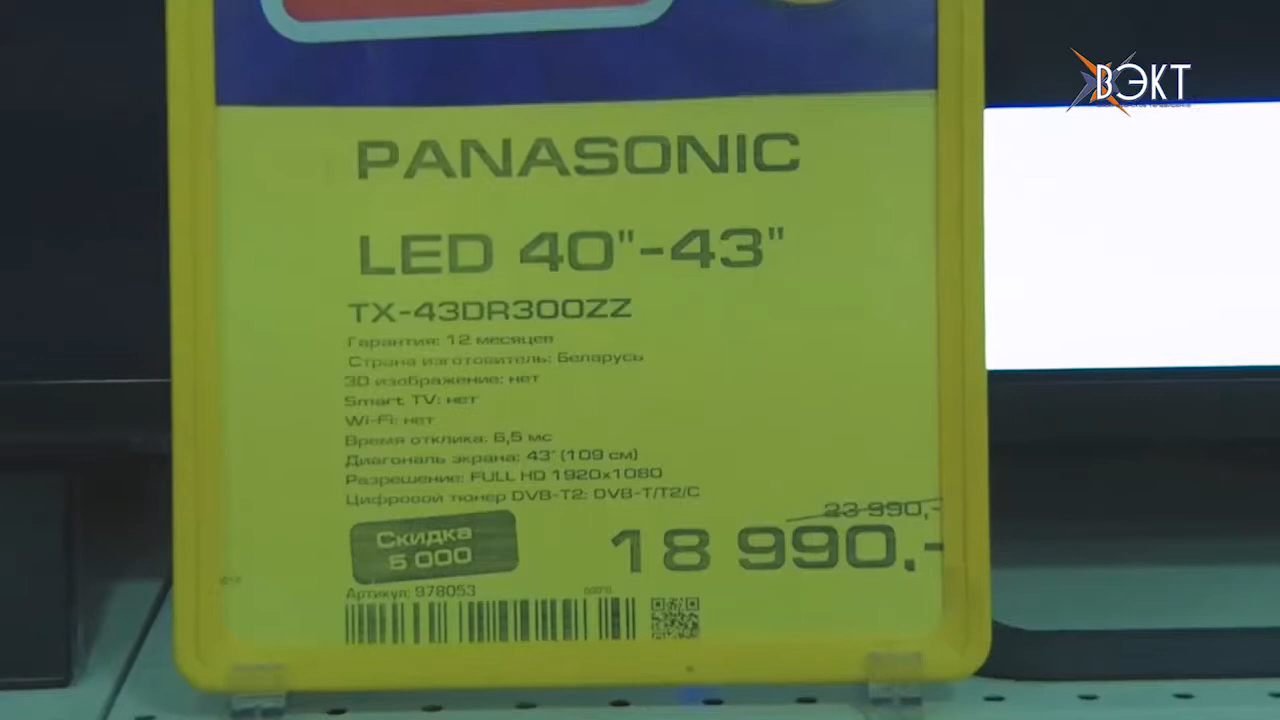 ВЭКТ
PANASONIC
LED 40"-43"
TX-43DR300ZZ
Гарантия: 12 месяцев
Страна изготовитель: Беларусь
3D изображение: нет
Smart TV: нет
Wi-Fi: нет
Время отклика: 6,5 мс
Диагональ экрана: 43" (109 см)
Разрешение: FULL HD 1920x1080
Цифровой тюнер DVB-T2: DVB-T/T2/C
23 990,-
Скидка
5 000
18 990,-
Артикул: 978053